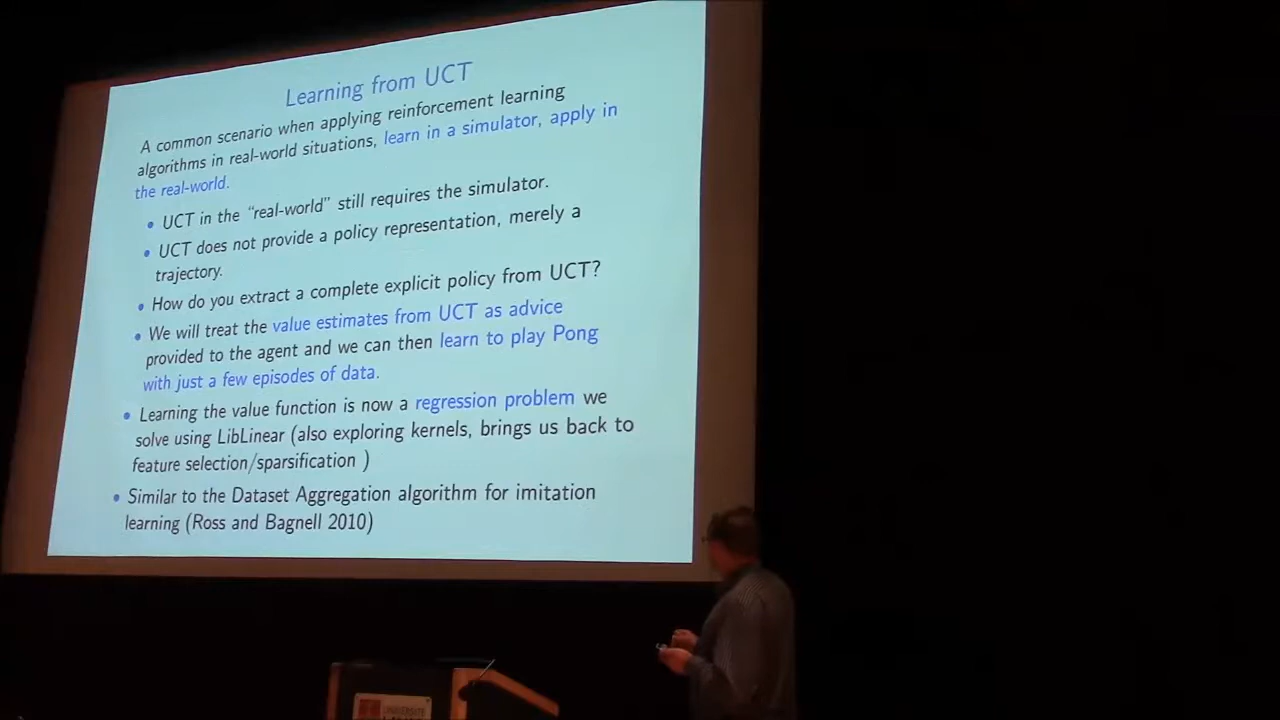 Learning from UCT
A common scenario when applying reinforcement learning
algorithms in real-world situations, learn in a simulator, apply in
the real-world.
• UCT in the “real-world” still requires the simulator.
• UCT does not provide a policy representation, merely a
trajectory.
• How do you extract a complete explicit policy from UCT?
• We will treat the value estimates from UCT as advice
provided to the agent and we can then learn to play Pong
with just a few episodes of data.
• Learning the value function is now a regression problem we
solve using LibLinear (also exploring kernels, brings us back to
feature selection/sparsification )
• Similar to the Dataset Aggregation algorithm for imitation
learning (Ross and Bagnell 2010)
UNIVERSITÉ